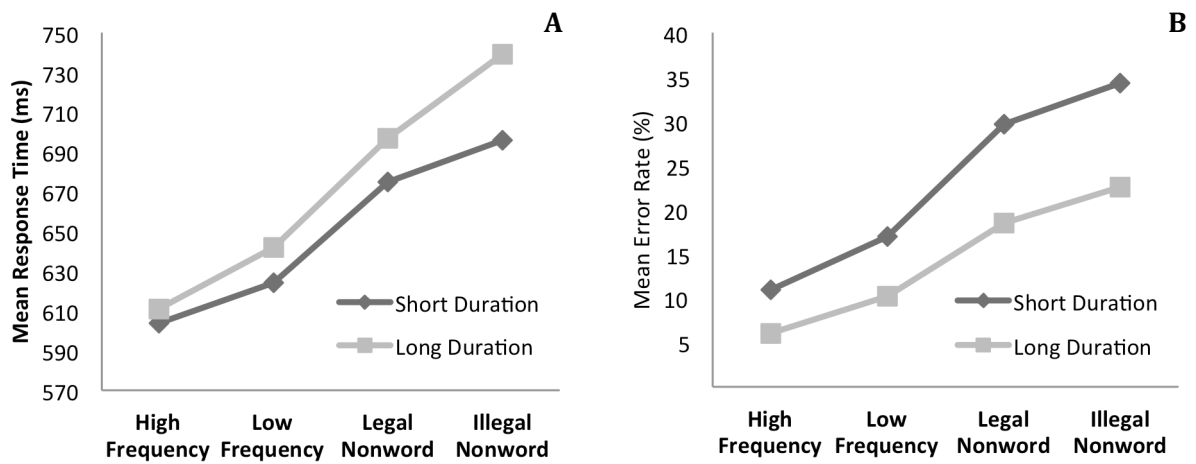 A
Mean Response Time (ms)
750
730
710
690
670
650
630
610
590
570
Short Duration
Long Duration
High
Frequency
Low
Frequency
Legal
Nonword
Illegal
Nonword
B
Mean Error Rate (%)
40
35
30
25
20
15
10
5
Short Duration
Long Duration
High
Frequency
Low
Frequency
Legal
Nonword
Illegal
Nonword